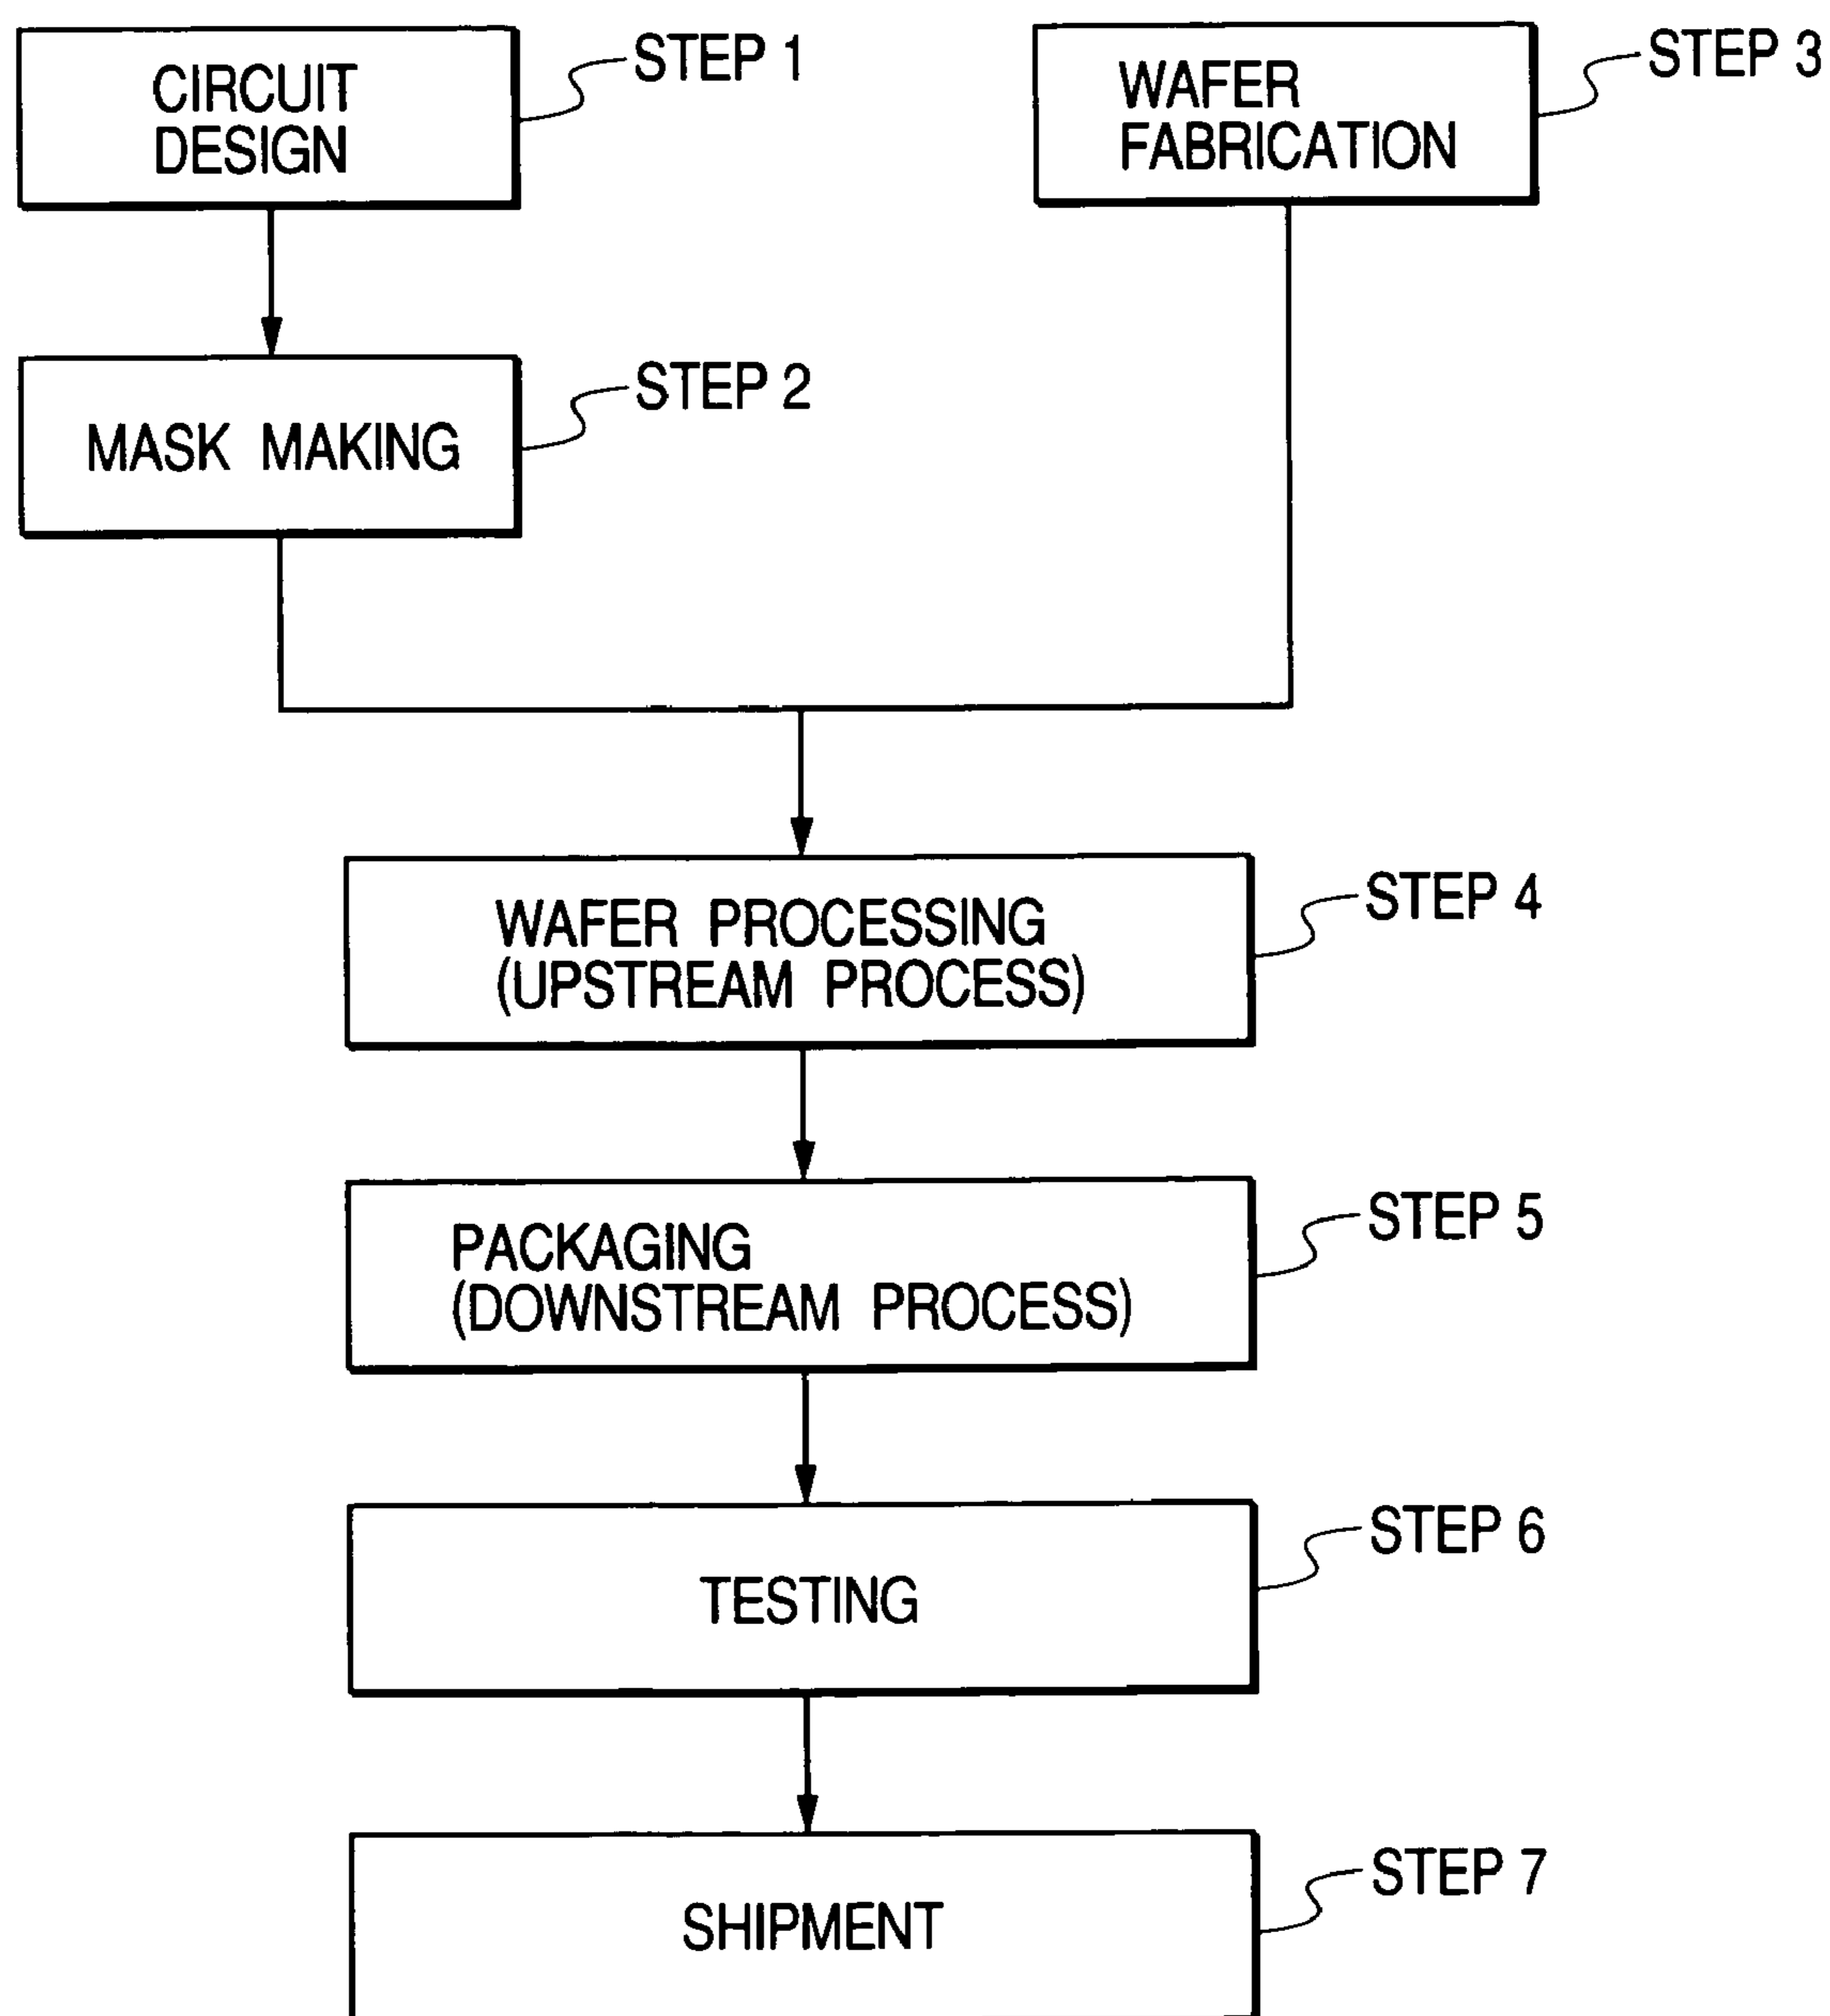 CIRCUIT
DESIGN
STEP 1
WAFER
FABRICATION
STEP 3
MASK MAKING
STEP 2
WAFER PROCESSING
(UPSTREAM PROCESS)
STEP 4
PACKAGING
(DOWNSTREAM PROCESS)
STEP 5
TESTING
STEP 6
SHIPMENT
STEP 7